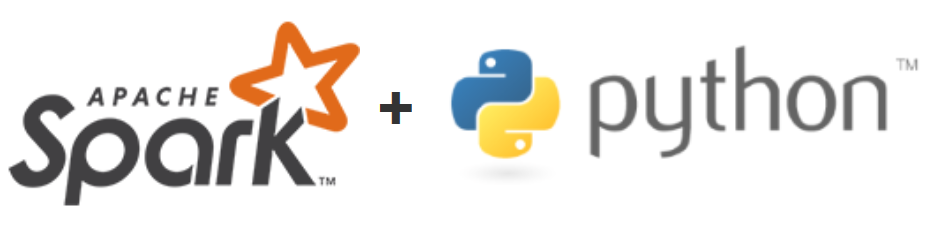 APACHE
Spark™
+
python™